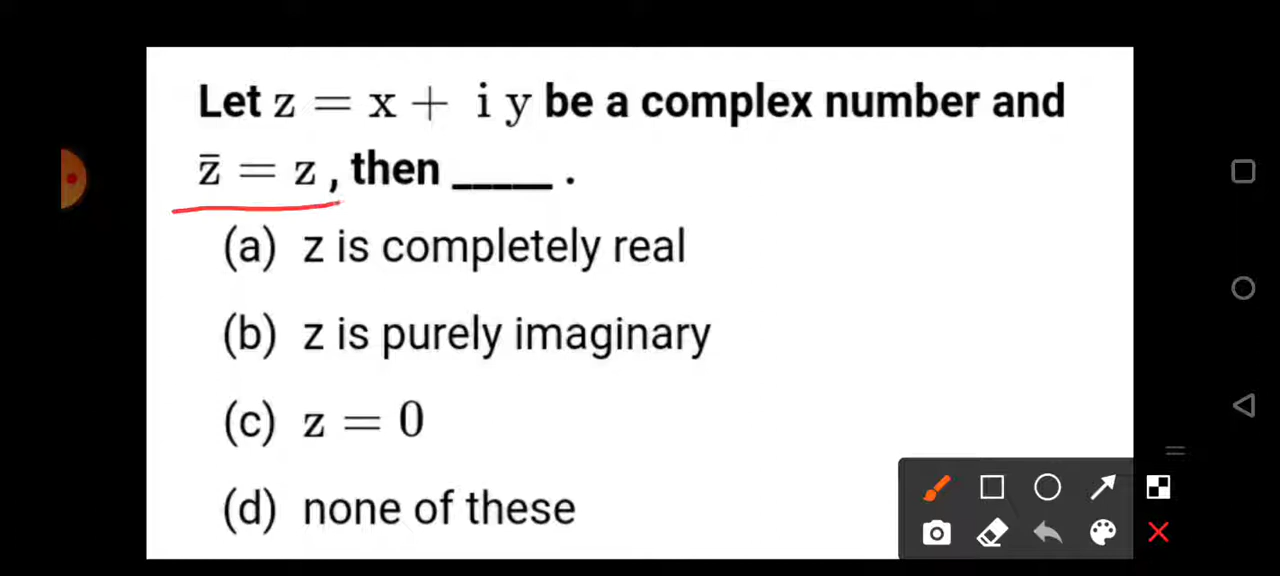 Let z = x + i y be a complex number and
z̄ = z , then _____ .
(a) z is completely real
(b) z is purely imaginary
(c) z = 0
(d) none of these